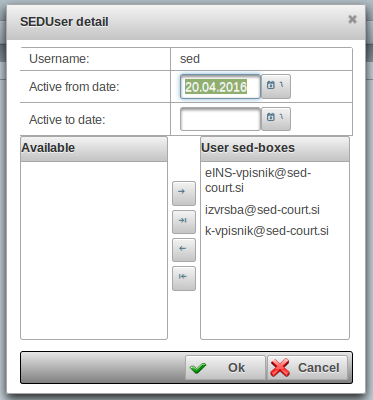 SEDUser detail
Username: sed
Active from date: 20.04.2016
Active to date:
Available User sed-boxes
eINS-vpisnik@sed-
court.si
izvrsba@sed-court.si
k-vpisnik@sed-court.si
Ok Cancel